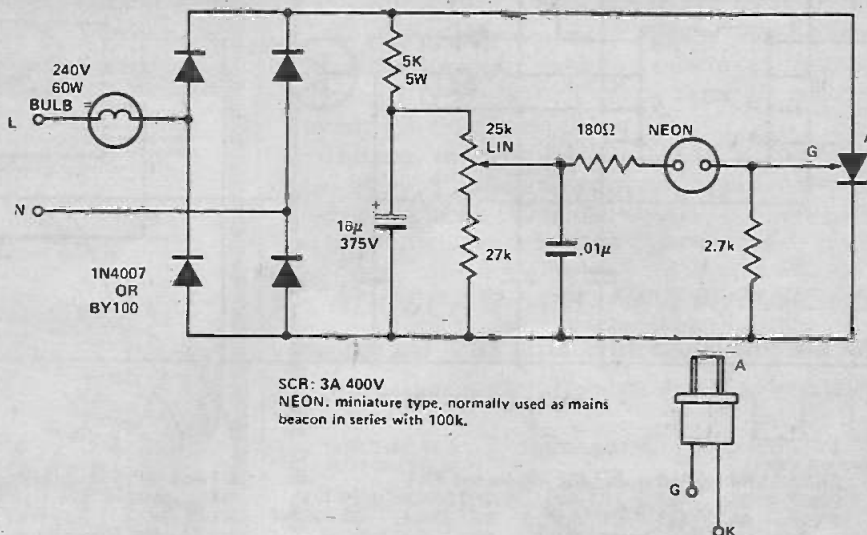 240V
60W
BULB
L
N
1N4007
OR
BY100
5K
5W
25k
LIN
27k
375V
180Ω
NEON
.01µ
2.7k
G
A
SCR: 3A 400V
NEON. miniature type, normally used as mains
beacon in series with 100k.
A
G
K